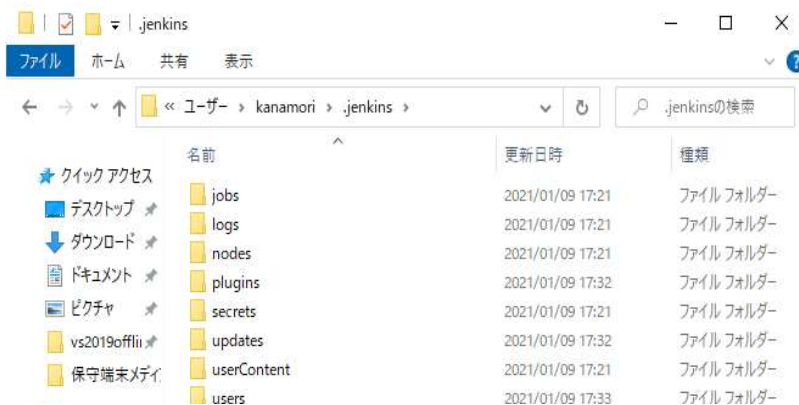 .jenkins
ファイル ホーム 共有 表示
« ユーザー › kanamori › .jenkins › .jenkinsの検索
名前 更新日時 種類
クイック アクセス
デスクトップ
ダウンロード
ドキュメント
ピクチャ
vs2019offlin
保守端末メディ
jobs 2021/01/09 17:21 ファイル フォルダー
logs 2021/01/09 17:21 ファイル フォルダー
nodes 2021/01/09 17:21 ファイル フォルダー
plugins 2021/01/09 17:32 ファイル フォルダー
secrets 2021/01/09 17:21 ファイル フォルダー
updates 2021/01/09 17:32 ファイル フォルダー
userContent 2021/01/09 17:21 ファイル フォルダー
users 2021/01/09 17:33 ファイル フォルダー